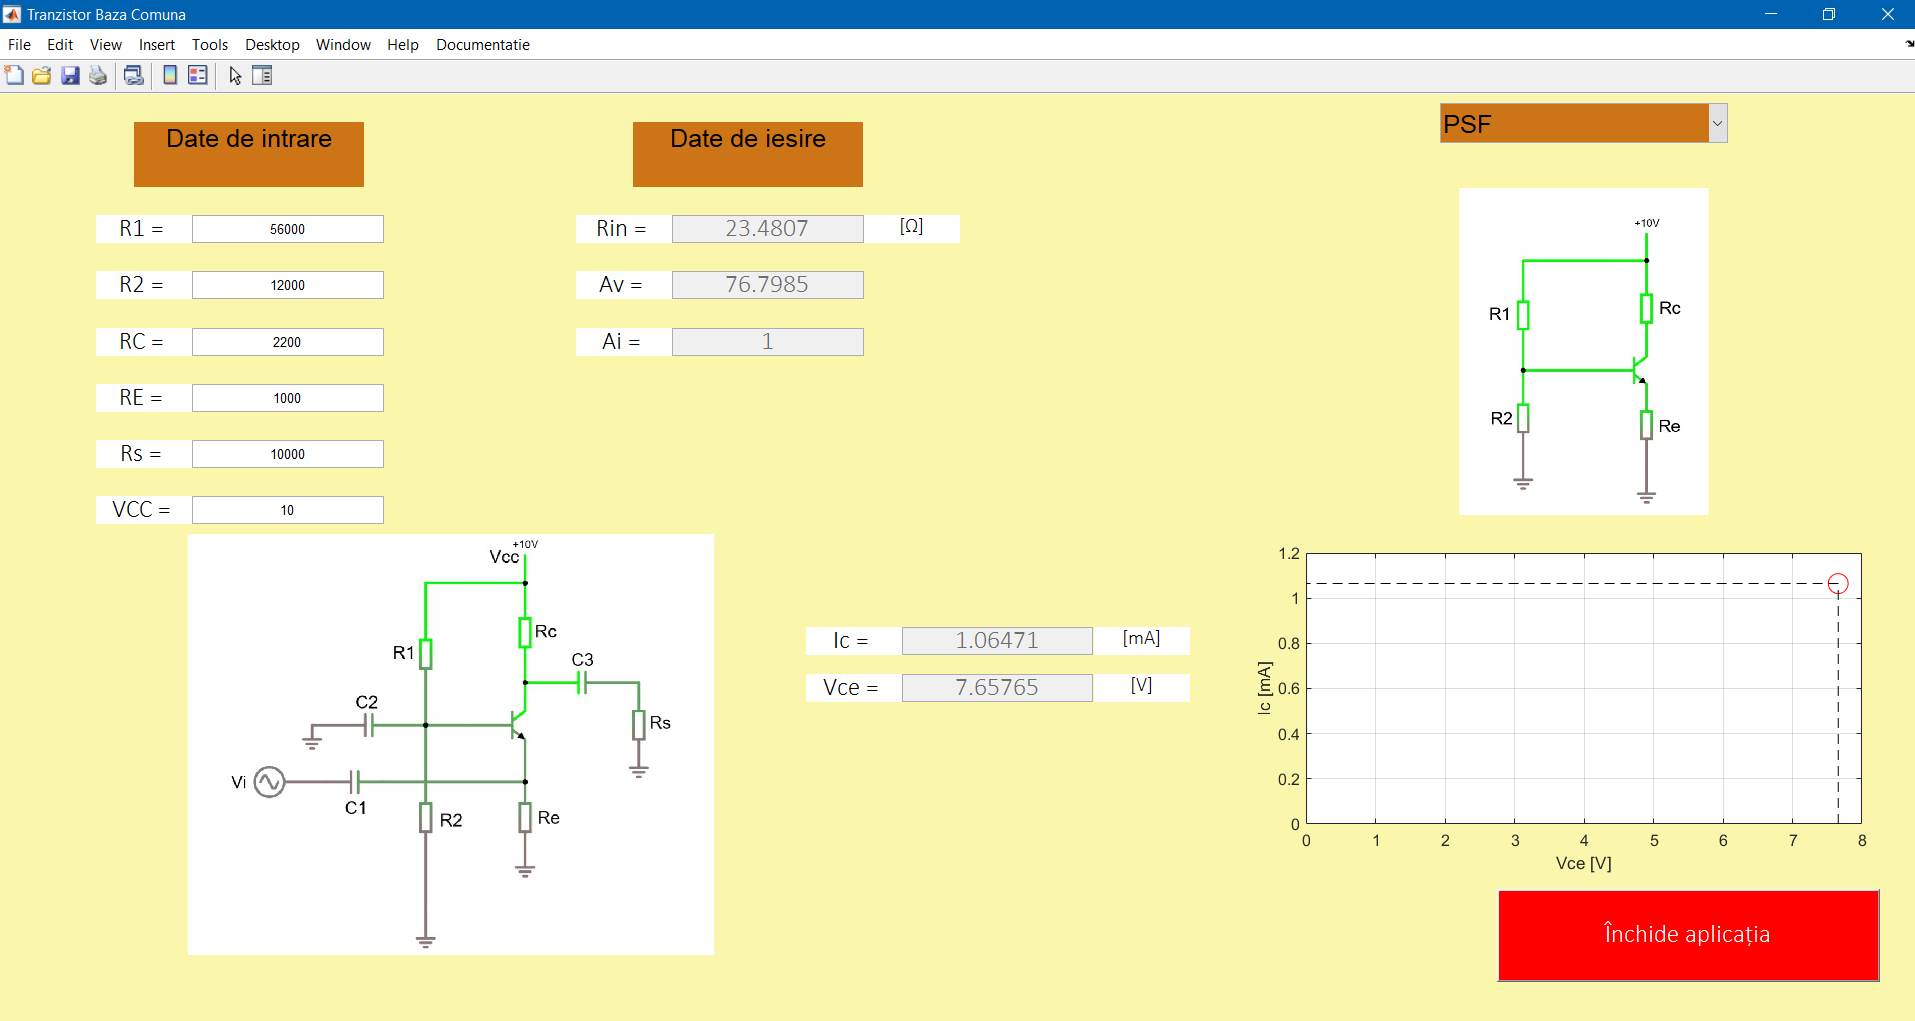 Tranzistor Baza Comuna
File Edit View Insert Tools Desktop Window Help Documentatie
Date de intrare
R1 = 56000
R2 = 12000
RC = 2200
RE = 1000
Rs = 10000
VCC = 10
Date de iesire
Rin = 23.4807 [Ω]
Av = 76.7985
Ai = 1
PSF
+10V
R1
Rc
R2
Re
+10V
Vcc
Rc
R1
C3
C2
Rs
Vi
C1
R2
Re
Ic = 1.06471 [mA]
Vce = 7.65765 [V]
1.2
1
0.8
0.6
0.4
0.2
0
Ic [mA]
0 1 2 3 4 5 6 7 8
Vce [V]
Închide aplicația